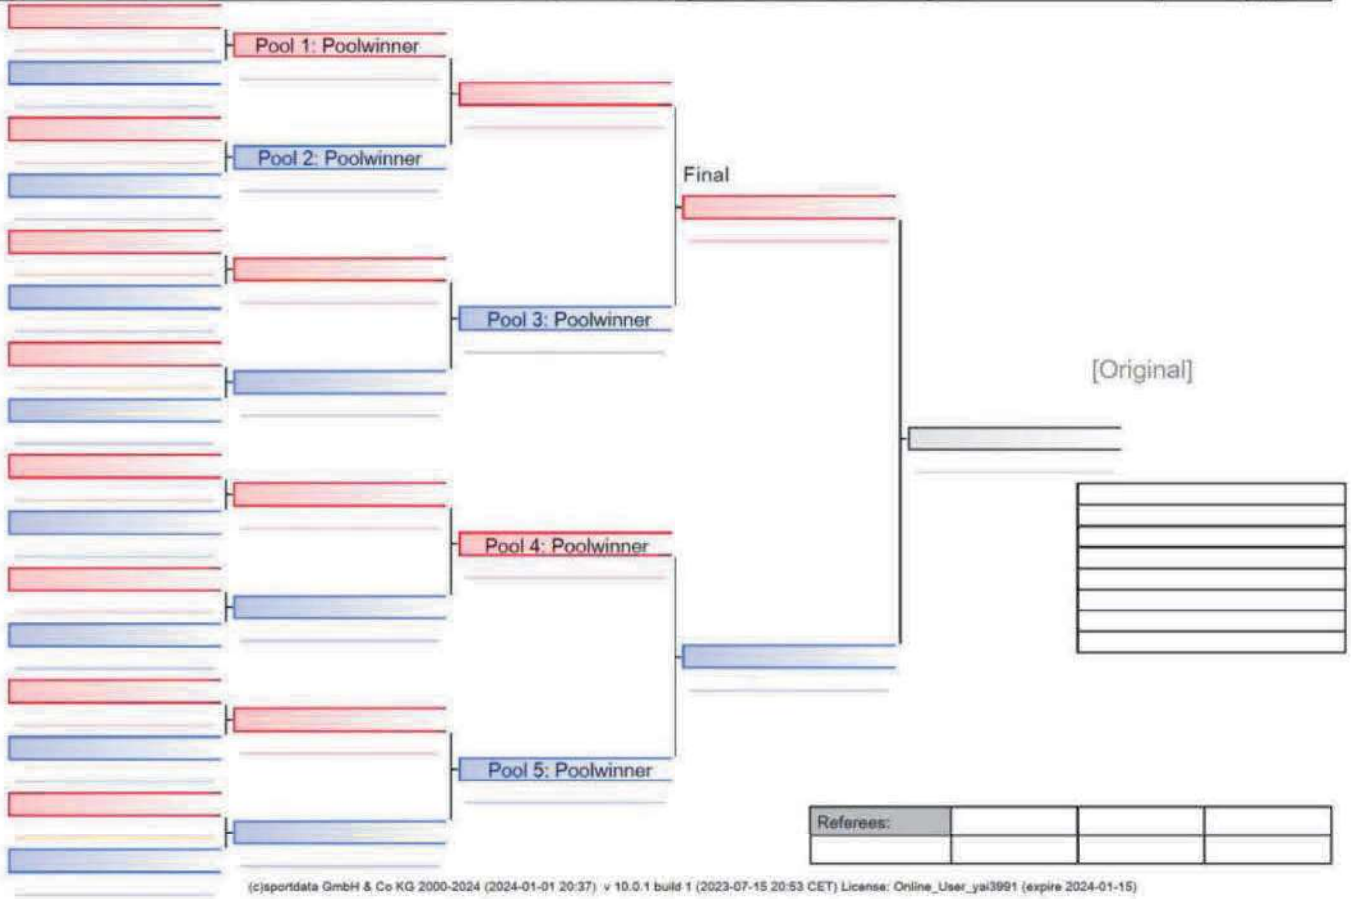 Pool 1: Poolwinner
Pool 2: Poolwinner
Final
Pool 3: Poolwinner
[Original]
Pool 4: Poolwinner
Pool 5: Poolwinner
Referees:
(c)sportdata GmbH & Co KG 2000-2024 (2024-01-01 20:37) v 10.0.1 build 1 (2023-07-15 20:53 CET) License: Online_User_yai3991 (expire 2024-01-15)